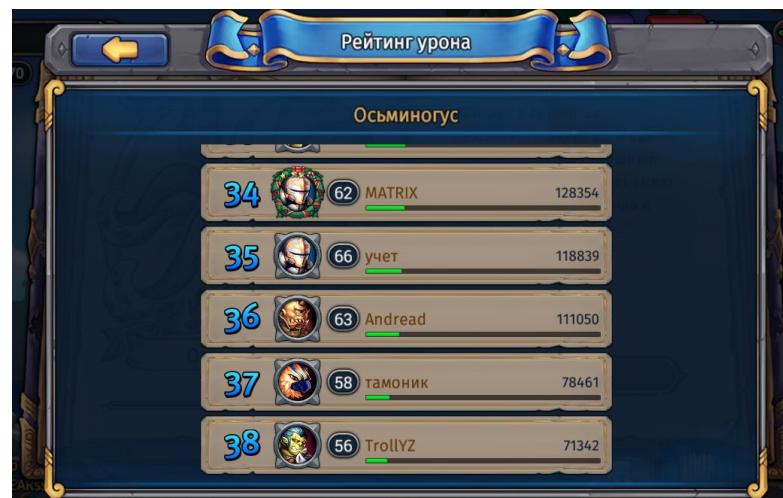 Рейтинг урона
Осьминогус
34 62 MATRIX 128354
35 66 учет 118839
36 63 Andread 111050
37 58 тамоник 78461
38 56 TrollYZ 71342